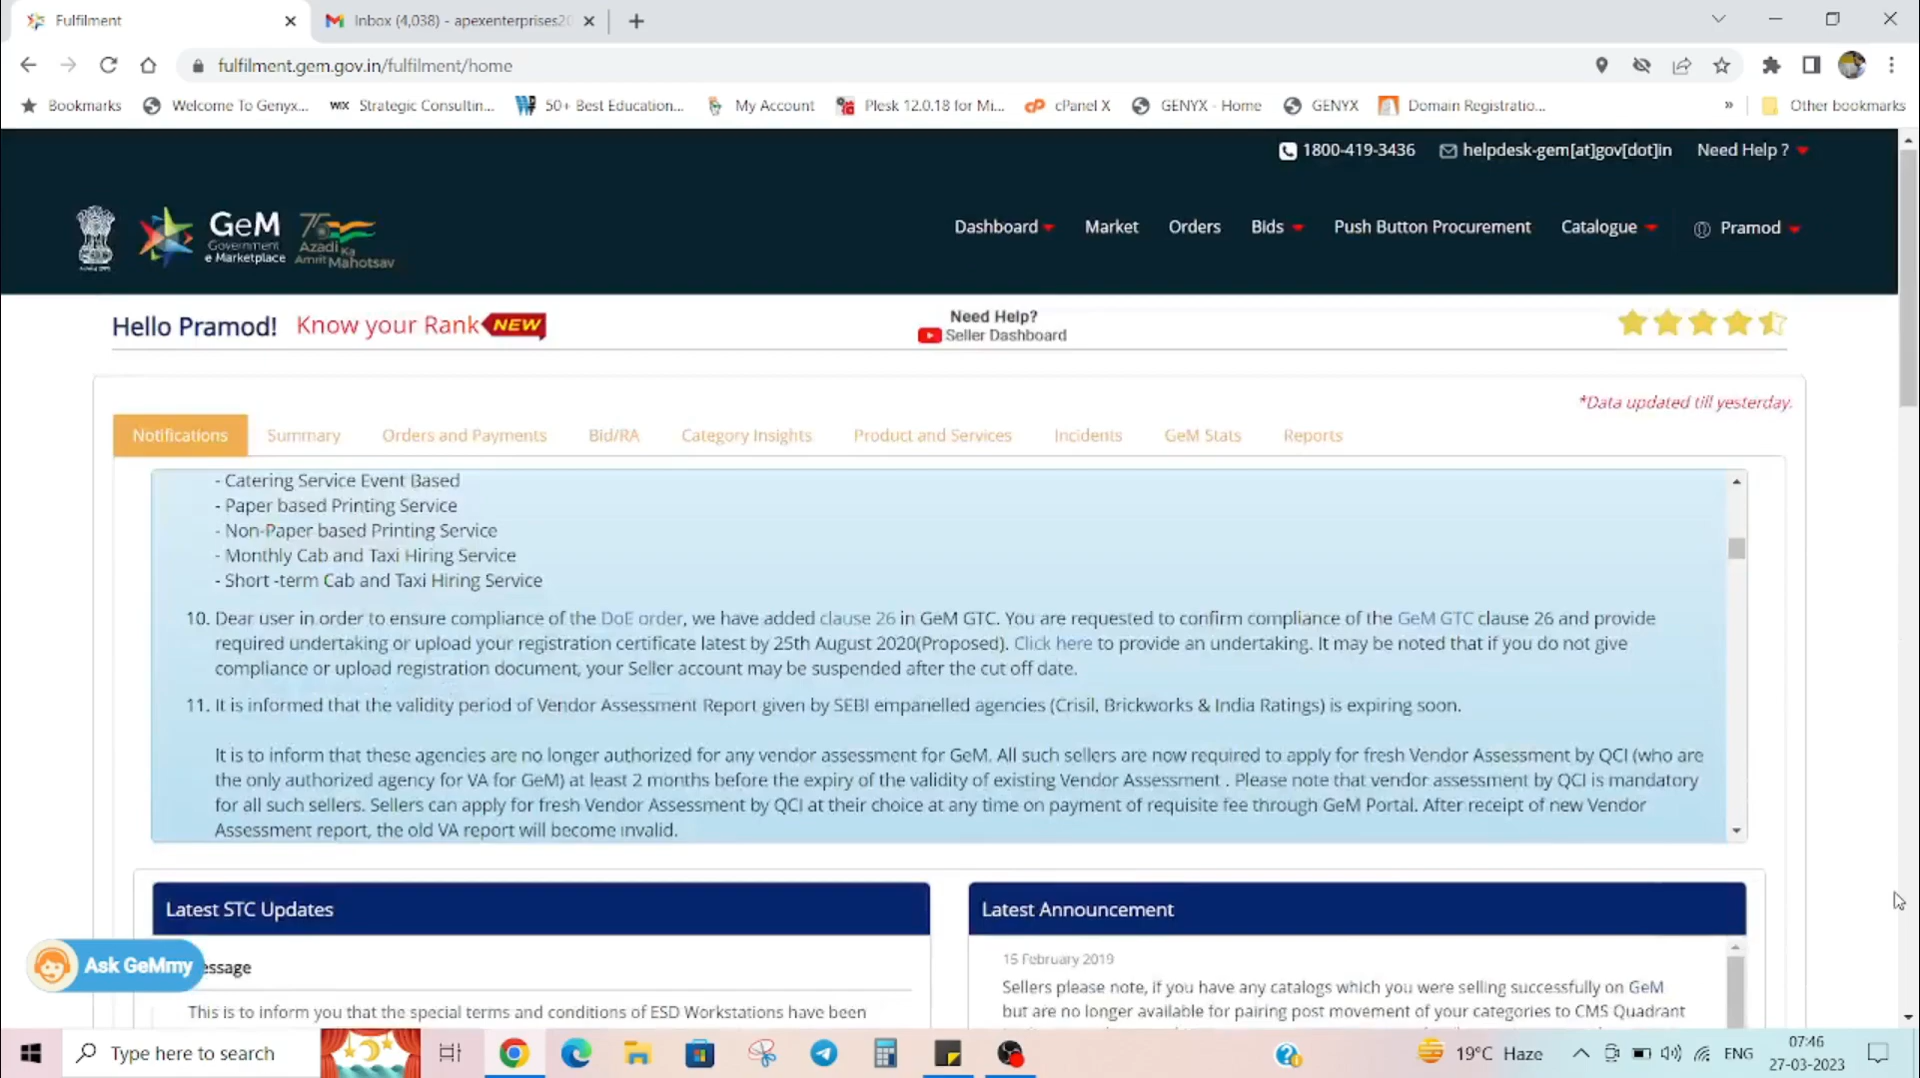 Fulfilment
Inbox (4,038) - apexenterprises20
fulfilment.gem.gov.in/fulfilment/home
Bookmarks
Welcome To Genyx...
WIX Strategic Consultin...
50+ Best Education...
My Account
Plesk 12.0.18 for Mi...
cPanel X
GENYX - Home
GENYX
Domain Registratio...
»
Other bookmarks
1800-419-3436
helpdesk-gem[at]gov[dot]in
Need Help ?
GeM
Government
e Marketplace
75
Azadi Ka
Amrit Mahotsav
Dashboard
Market
Orders
Bids
Push Button Procurement
Catalogue
Pramod
Hello Pramod!
Know your Rank
NEW
Need Help?
Seller Dashboard
*Data updated till yesterday.
Notifications
Summary
Orders and Payments
Bid/RA
Category Insights
Product and Services
Incidents
GeM Stats
Reports
- Catering Service Event Based
- Paper based Printing Service
- Non-Paper based Printing Service
- Monthly Cab and Taxi Hiring Service
- Short -term Cab and Taxi Hiring Service
10. Dear user in order to ensure compliance of the DoE order, we have added clause 26 in GeM GTC. You are requested to confirm compliance of the GeM GTC clause 26 and provide
required undertaking or upload your registration certificate latest by 25th August 2020(Proposed). Click here to provide an undertaking. It may be noted that if you do not give
compliance or upload registration document, your Seller account may be suspended after the cut off date.
11. It is informed that the validity period of Vendor Assessment Report given by SEBI empanelled agencies (Crisil, Brickworks & India Ratings) is expiring soon.
It is to inform that these agencies are no longer authorized for any vendor assessment for GeM. All such sellers are now required to apply for fresh Vendor Assessment by QCI (who are
the only authorized agency for VA for GeM) at least 2 months before the expiry of the validity of existing Vendor Assessment . Please note that vendor assessment by QCI is mandatory
for all such sellers. Sellers can apply for fresh Vendor Assessment by QCI at their choice at any time on payment of requisite fee through GeM Portal. After receipt of new Vendor
Assessment report, the old VA report will become invalid.
Latest STC Updates
essage
This is to inform you that the special terms and conditions of ESD Workstations have been
Latest Announcement
15 February 2019
Sellers please note, if you have any catalogs which you were selling successfully on GeM
but are no longer available for pairing post movement of your categories to CMS Quadrant
Ask GeMmy
Type here to search
19°C Haze
ENG
07:46
27-03-2023